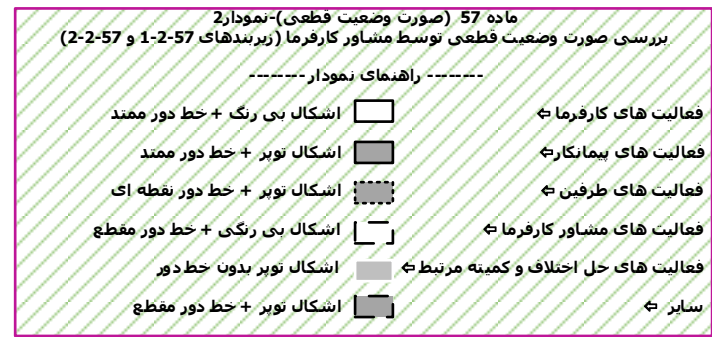 ماده 57 (صورت وضعیت قطعی)-نمودار2
بررسی صورت وضعیت قطعی توسط مشاور کارفرما (زیربندهای 57-2-1 و 57-2-2)
-------- راهنمای نمودار --------
فعالیت های کارفرما ⇦ اشکال بی رنگ + خط دور ممتد
فعالیت های پیمانکار⇦ اشکال توپر + خط دور ممتد
فعالیت های طرفین ⇦ اشکال توپر + خط دور نقطه ای
فعالیت های مشاور کارفرما ⇦ اشکال بی رنگی + خط دور مقطع
فعالیت های حل اختلاف و کمیته مرتبط ⇦ اشکال توپر بدون خط دور
سایر ⇦ اشکال توپر + خط دور مقطع